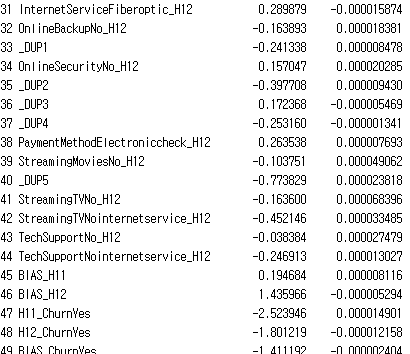 31 InternetServiceFiberoptic_H12 0.289879 -0.000015874
32 OnlineBackupNo_H12 -0.163893 0.000018381
33 _DUP1 -0.241338 0.000008478
34 OnlineSecurityNo_H12 0.157047 0.000020285
35 _DUP2 -0.397708 0.000009430
36 _DUP3 0.172368 -0.000005469
37 _DUP4 -0.253160 -0.000001341
38 PaymentMethodElectroniccheck_H12 0.263538 0.000007693
39 StreamingMoviesNo_H12 -0.103751 0.000049062
40 _DUP5 -0.773829 0.000023818
41 StreamingTVNo_H12 -0.163600 0.000068396
42 StreamingTVNointernetservice_H12 -0.452146 0.000033485
43 TechSupportNo_H12 -0.038384 0.000027479
44 TechSupportNointernetservice_H12 -0.246913 0.000013027
45 BIAS_H11 0.194684 0.000008116
46 BIAS_H12 1.435966 -0.000005294
47 H11_ChurnYes -2.523946 0.000014901
48 H12_ChurnYes -1.801219 -0.000012158
49 BIAS_ChurnYes -1.411192 -0.000002404